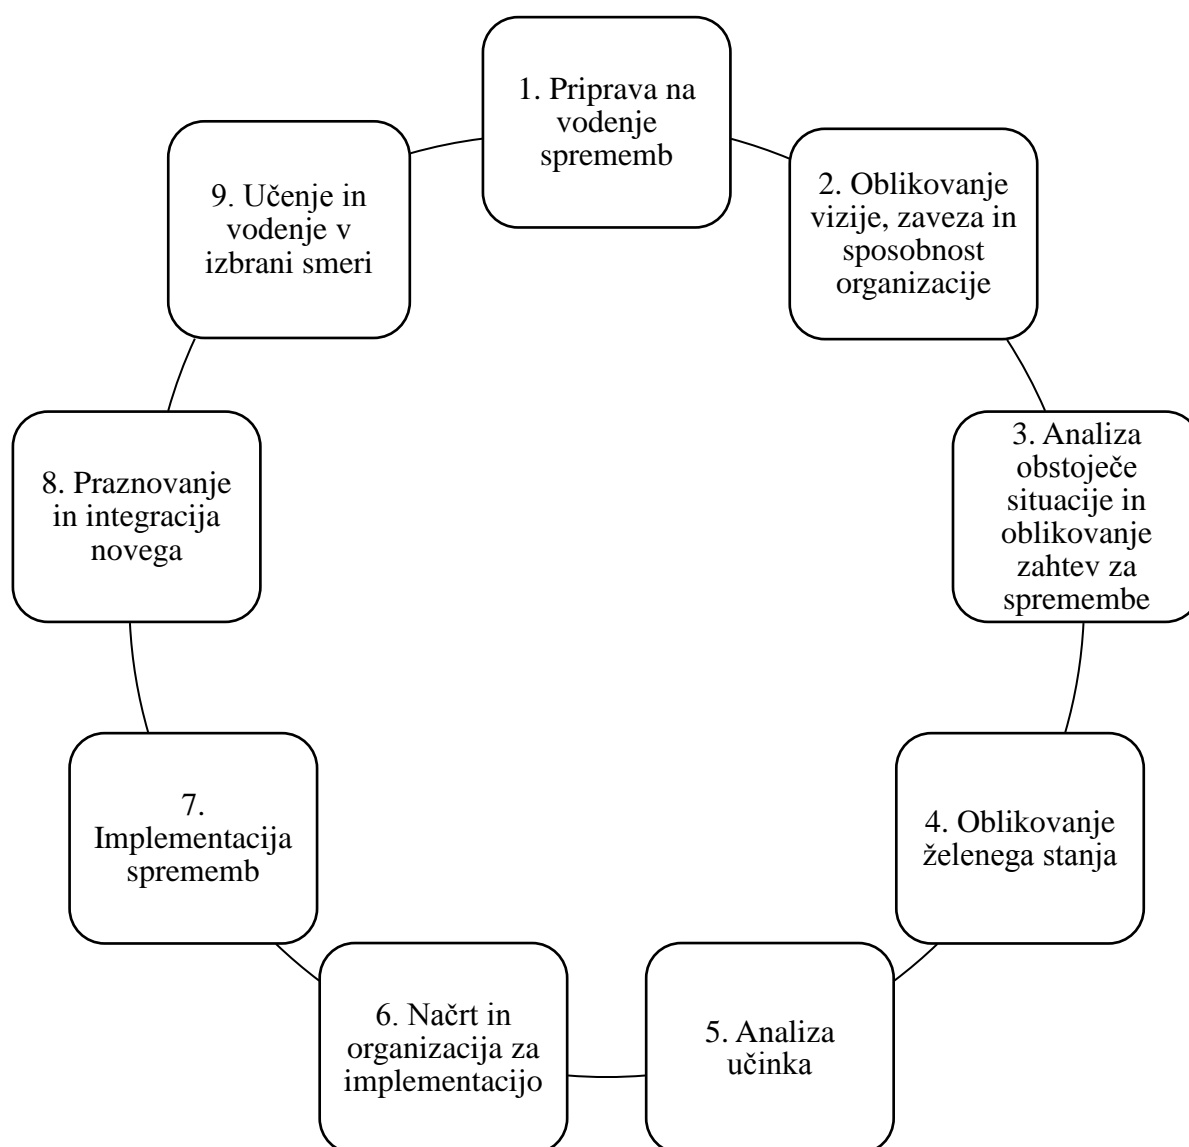 1. Priprava na
vodenje
sprememb
2. Oblikovanje
vizije, zaveza in
sposobnost
organizacije
3. Analiza
obstoječe
situacije in
oblikovanje
zahtev za
spremembe
4. Oblikovanje
želenega stanja
5. Analiza
učinka
6. Načrt in
organizacija za
implementacijo
7.
Implementacija
sprememb
8. Praznovanje
in integracija
novega
9. Učenje in
vodenje v
izbrani smeri